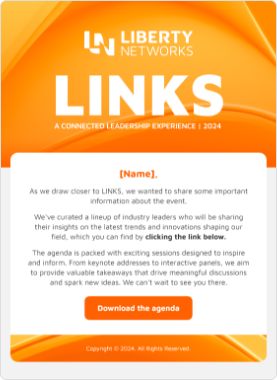 LIBERTY
NETWORKS
LINKS
A CONNECTED LEADERSHIP EXPERIENCE | 2024
[Name],
As we draw closer to LINKS, we wanted to share some important
information about the event.
We've curated a lineup of industry leaders who will be sharing
their insights on the latest trends and innovations shaping our
field, which you can find by clicking the link below.
The agenda is packed with exciting sessions designed to inspire
and inform. From keynote addresses to interactive panels, we aim
to provide valuable takeaways that drive meaningful discussions
and spark new ideas. We can't wait to see you there.
Download the agenda
Copyright © 2024. All Rights Reserved.